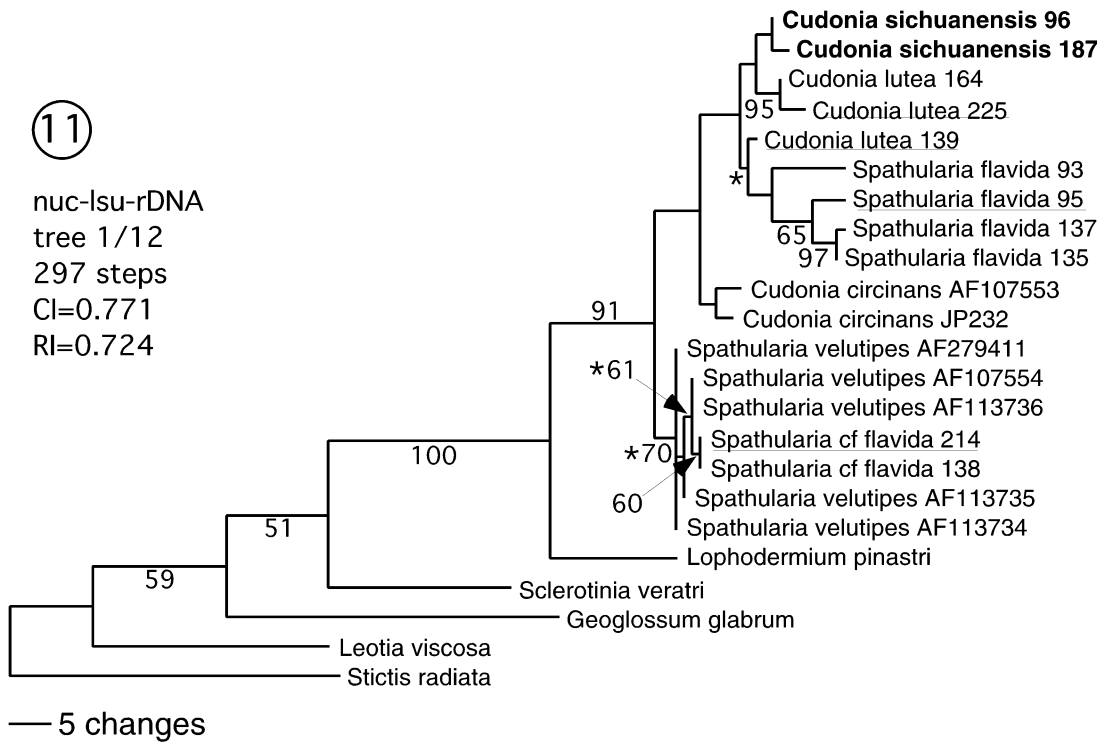 Cudonia sichuanensis 96
Cudonia sichuanensis 187
Cudonia lutea 164
95
Cudonia lutea 225
11
Cudonia lutea 139
*
Spathularia flavida 93
nuc-lsu-rDNA
Spathularia flavida 95
tree 1/12
65
Spathularia flavida 137
97
Spathularia flavida 135
297 steps
Cudonia circinans AF107553
CI=0.771
91
Cudonia circinans JP232
RI=0.724
Spathularia velutipes AF279411
*61
Spathularia velutipes AF107554
Spathularia velutipes AF113736
Spathularia cf flavida 214
100
*70
Spathularia cf flavida 138
60
Spathularia velutipes AF113735
51
Spathularia velutipes AF113734
Lophodermium pinastri
59
Sclerotinia veratri
Geoglossum glabrum
Leotia viscosa
Stictis radiata
5 changes